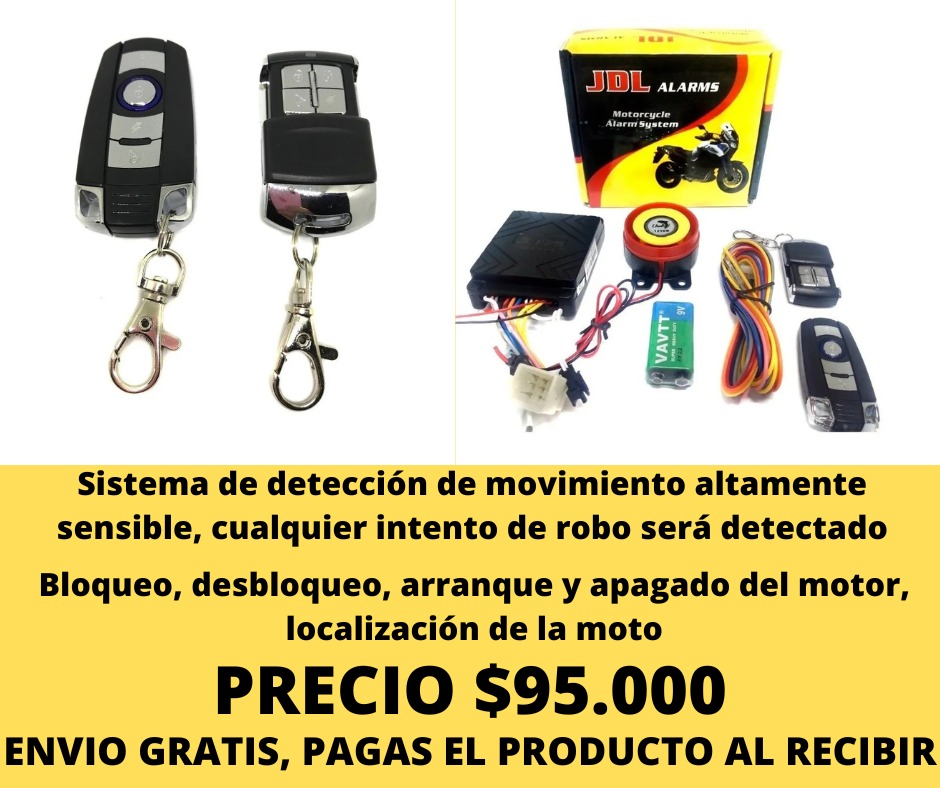 JDL ALARMS
Motorcycle
Alarm System
VAVTT
9V
Sistema de detección de movimiento altamente
sensible, cualquier intento de robo será detectado
Bloqueo, desbloqueo, arranque y apagado del motor,
localización de la moto
PRECIO $95.000
ENVIO GRATIS, PAGAS EL PRODUCTO AL RECIBIR